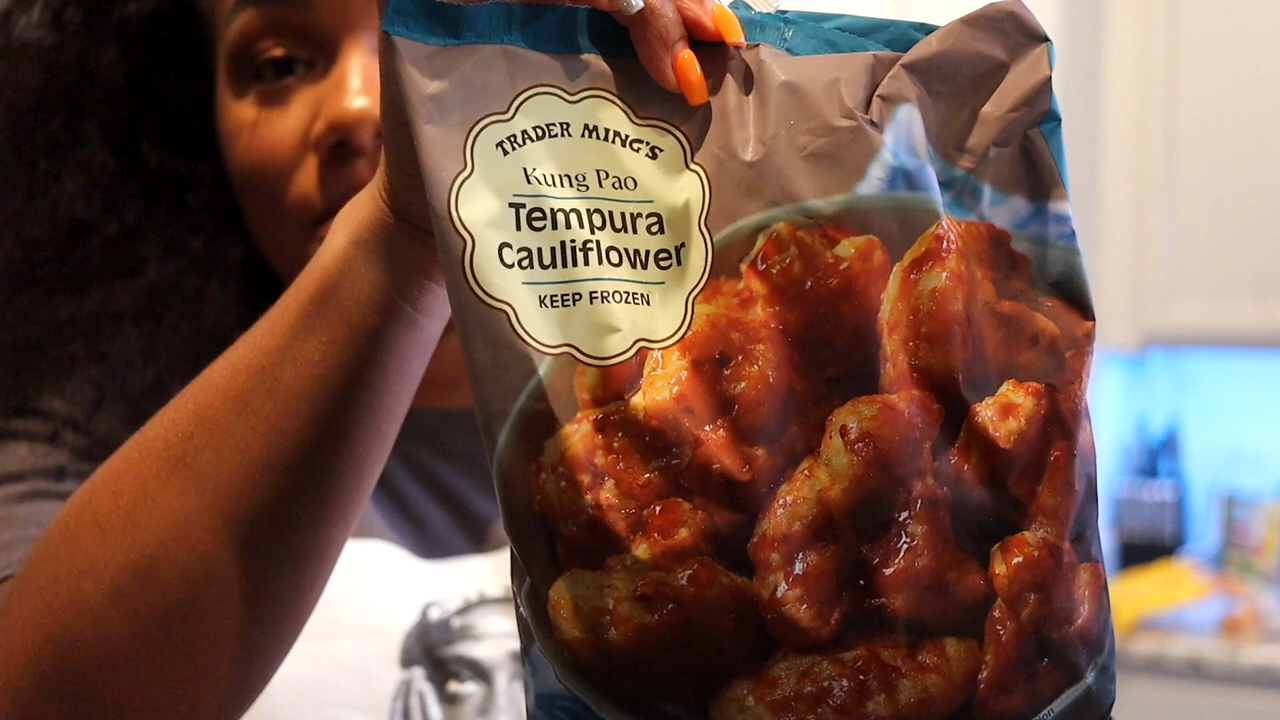 TRADER MING'S
Kung Pao
Tempura
Cauliflower
KEEP FROZEN